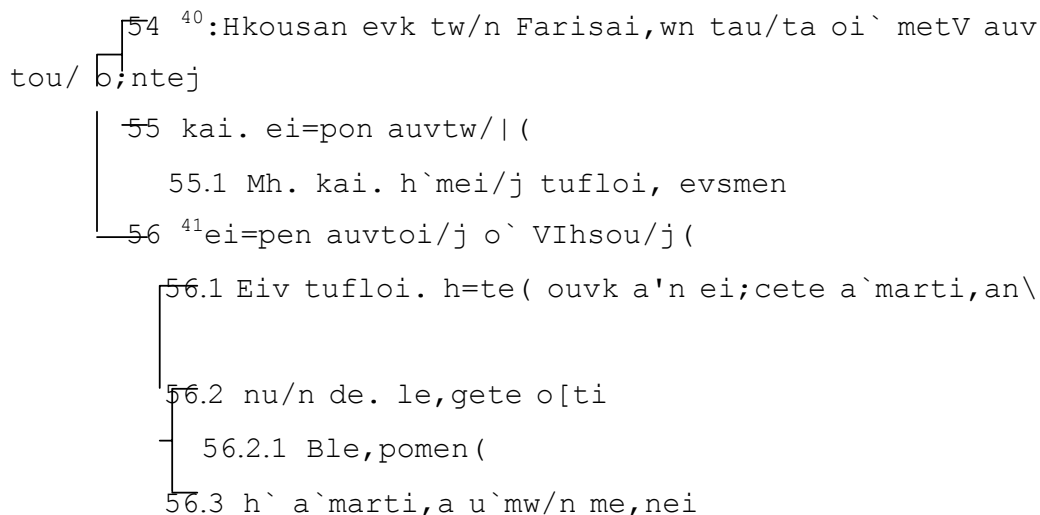 54 40:Hkousan evk tw/n Farisai,wn tau/ta oi` metV auv
tou/ o;ntej
55 kai. ei=pon auvtw/|(
55.1 Mh. kai. h`mei/j tufloi, evsmen
56 41ei=pen auvtoi/j o` VIhsou/j(
56.1 Eiv tufloi. h=te( ouvk a'n ei;cete a`marti,an\
56.2 nu/n de. le,gete o[ti
56.2.1 Ble,pomen(
56.3 h` a`marti,a u`mw/n me,nei